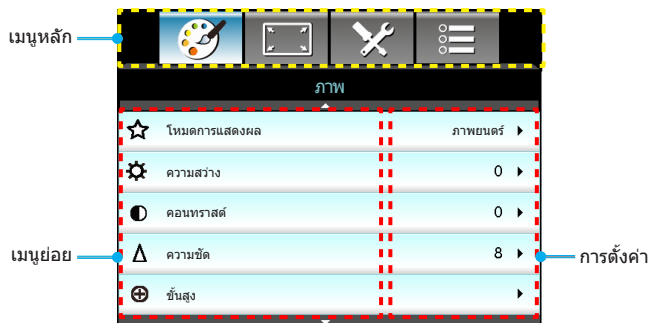 เมนูหลัก
ภาพ
โหมดการแสดงผล ภาพยนตร์
ความสว่าง 0
คอนทราสต์ 0
เมนูย่อย ความชัด 8 การตั้งค่า
ขั้นสูง